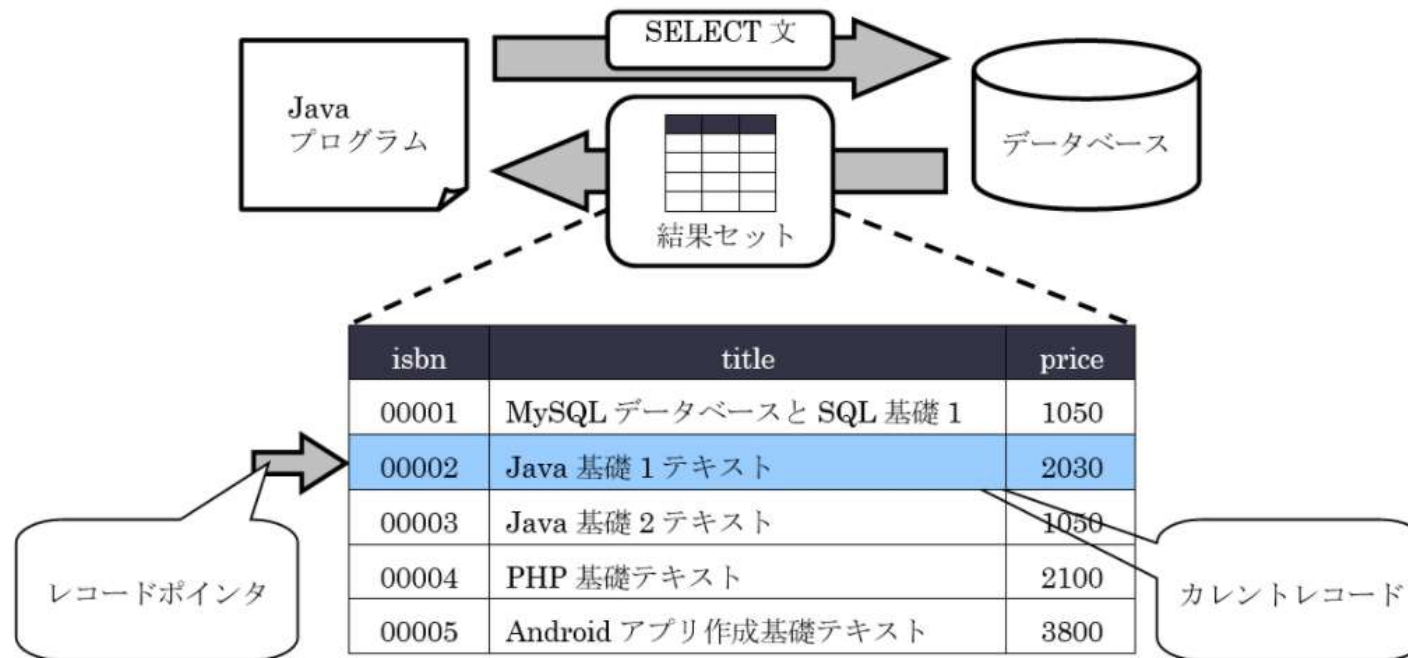 SELECT 文
Java
プログラム
データベース
結果セット
isbn title price
00001 MySQL データベースと SQL 基礎 1 1050
00002 Java 基礎 1 テキスト 2030
00003 Java 基礎 2 テキスト 1050
00004 PHP 基礎テキスト 2100
00005 Android アプリ作成基礎テキスト 3800
レコードポインタ
カレントレコード